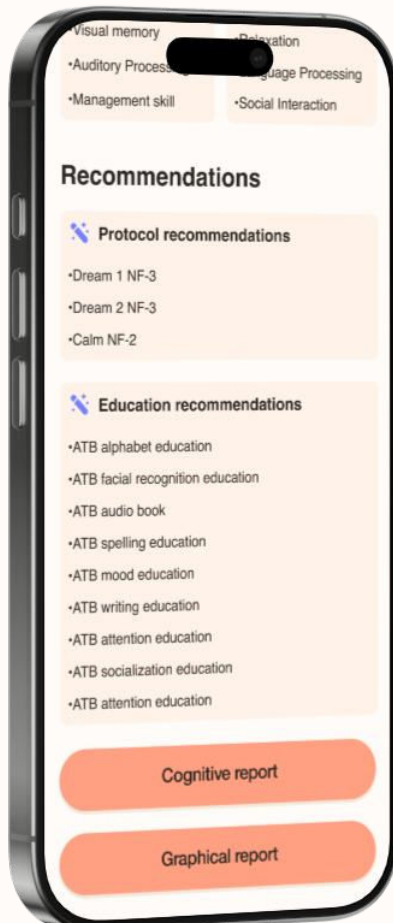 •Visual memory
•Auditory
•Management skill
Relaxation
Language Processing
•Social Interaction
Recommendations
Protocol recommendations
•Dream 1 NF-3
•Dream 2 NF-3
•Calm NF-2
Education recommendations
•ATB alphabet education
•ATB facial recognition education
•ATB audio book
•ATB spelling education
•ATB mood education
•ATB writing education
•ATB attention education
•ATB socialization education
•ATB attention education
Cognitive report
Graphical report